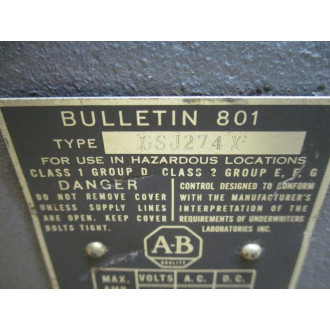 BULLETIN 801
TYPE GSJ274 X
FOR USE IN HAZARDOUS LOCATIONS
CLASS 1 GROUP D CLASS 2 GROUP E, F, G
DANGER
DO NOT REMOVE COVER
UNLESS SUPPLY LINES
ARE OPEN. KEEP COVER
BOLTS TIGHT.
CONTROL DESIGNED TO CONFORM
WITH THE MANUFACTURER'S
INTERPRETATION OF THE
REQUIREMENTS OF UNDERWRITERS
LABORATORIES INC.
A-B
QUALITY
MAX. VOLTS A.C. D.C.